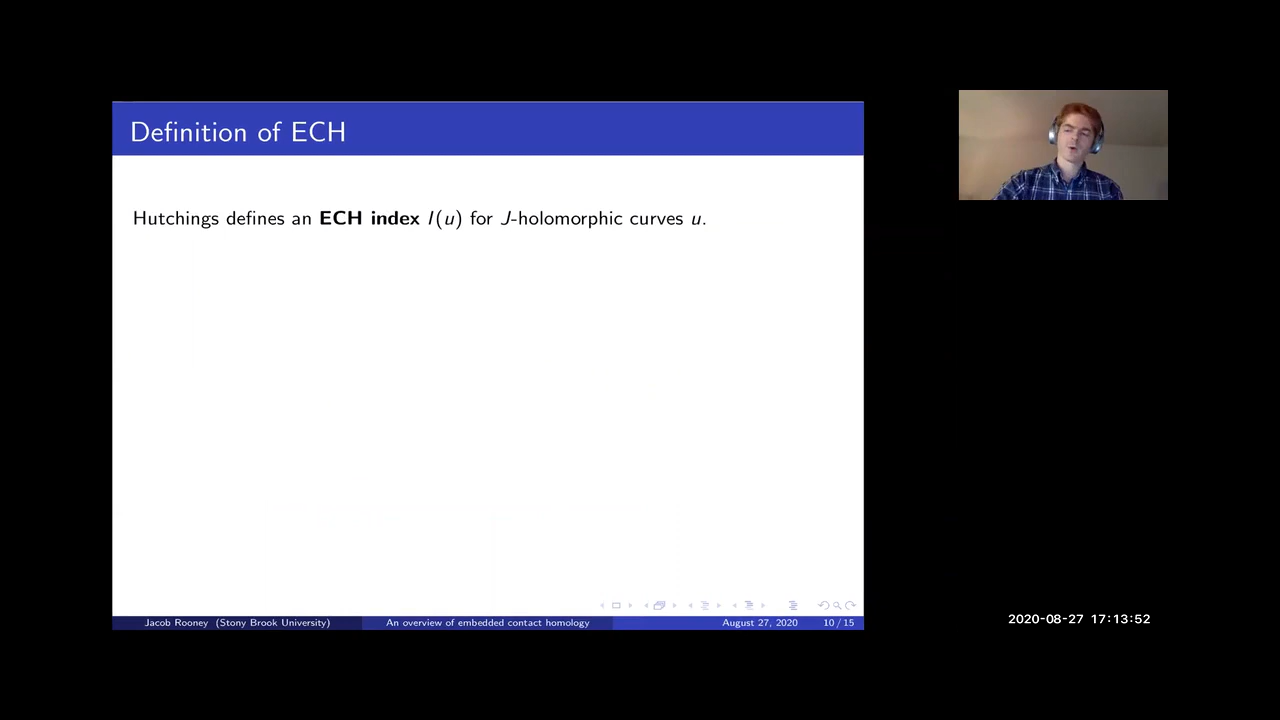 Definition of ECH
Hutchings defines an ECH index I(u) for J-holomorphic curves u.
Jacob Rooney (Stony Brook University) An overview of embedded contact homology August 27, 2020 10 / 15
2020-08-27 17:13:52